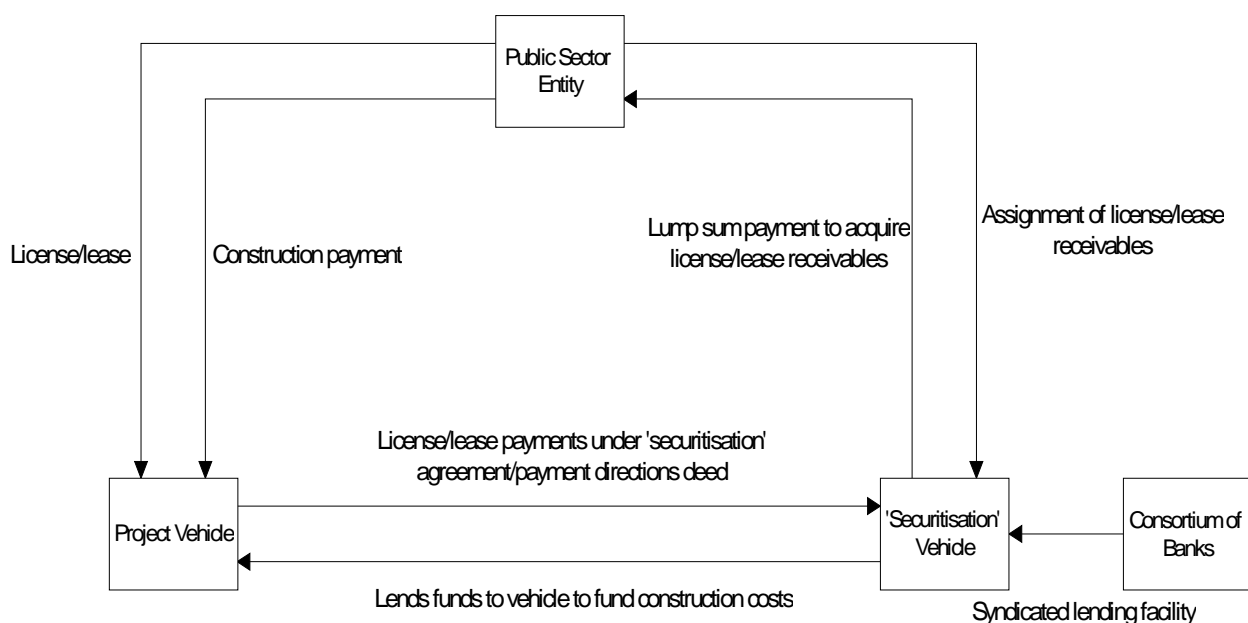 Public Sector
Entity
License/lease
Construction payment
Lump sum payment to acquire
license/lease receivables
Assignment of license/lease
receivables
License/lease payments under 'securitisation'
agreement/payment directions deed
Project Vehicle
'Securitisation'
Vehicle
Consortium of
Banks
Lends funds to vehicle to fund construction costs
Syndicated lending facility